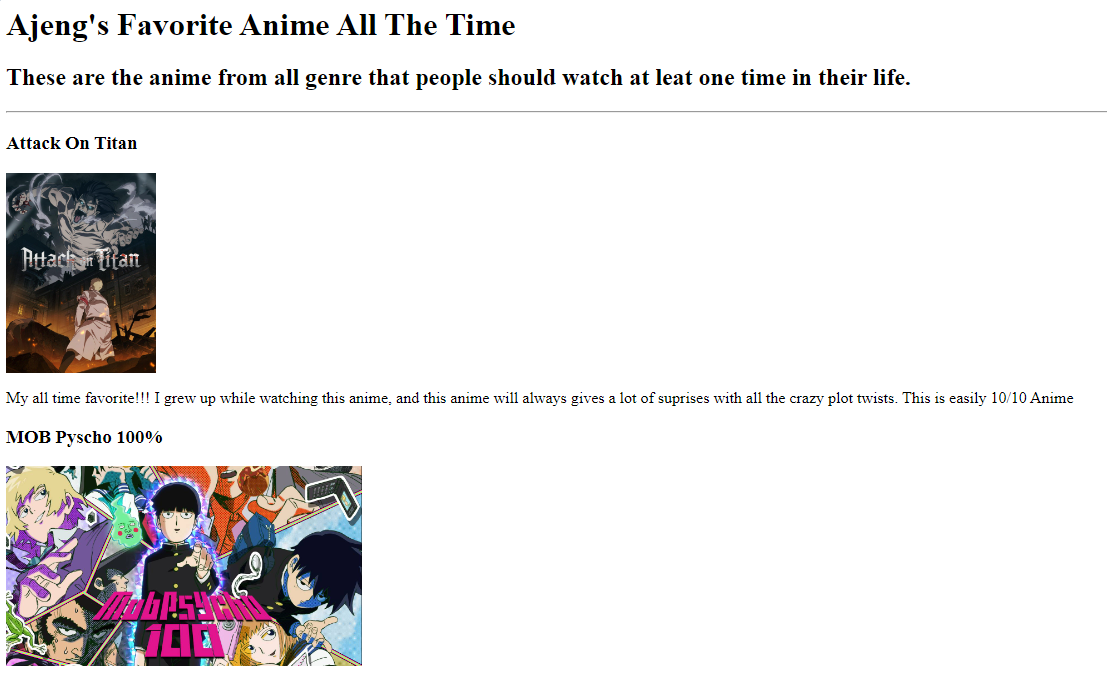 Ajeng's Favorite Anime All The Time
These are the anime from all genre that people should watch at leat one time in their life.
Attack On Titan
Attack on Titan
My all time favorite!!! I grew up while watching this anime, and this anime will always gives a lot of suprises with all the crazy plot twists. This is easily 10/10 Anime
MOB Pyscho 100%
Mob Psycho
100